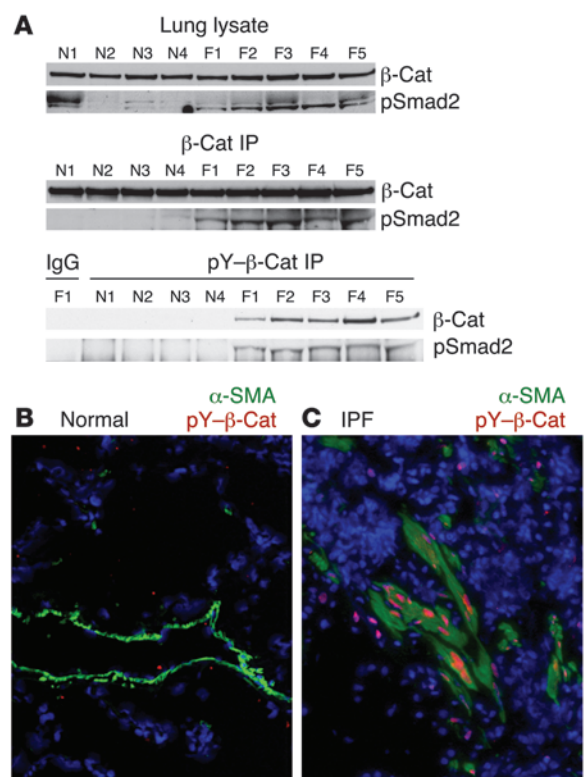 A
Lung lysate
N1 N2 N3 N4 F1 F2 F3 F4 F5
β-Cat
pSmad2
β-Cat IP
N1 N2 N3 N4 F1 F2 F3 F4 F5
β-Cat
pSmad2
IgG pY–β-Cat IP
F1 N1 N2 N3 N4 F1 F2 F3 F4 F5
β-Cat
pSmad2
α-SMA
B Normal pY–β-Cat
α-SMA
C IPF pY–β-Cat